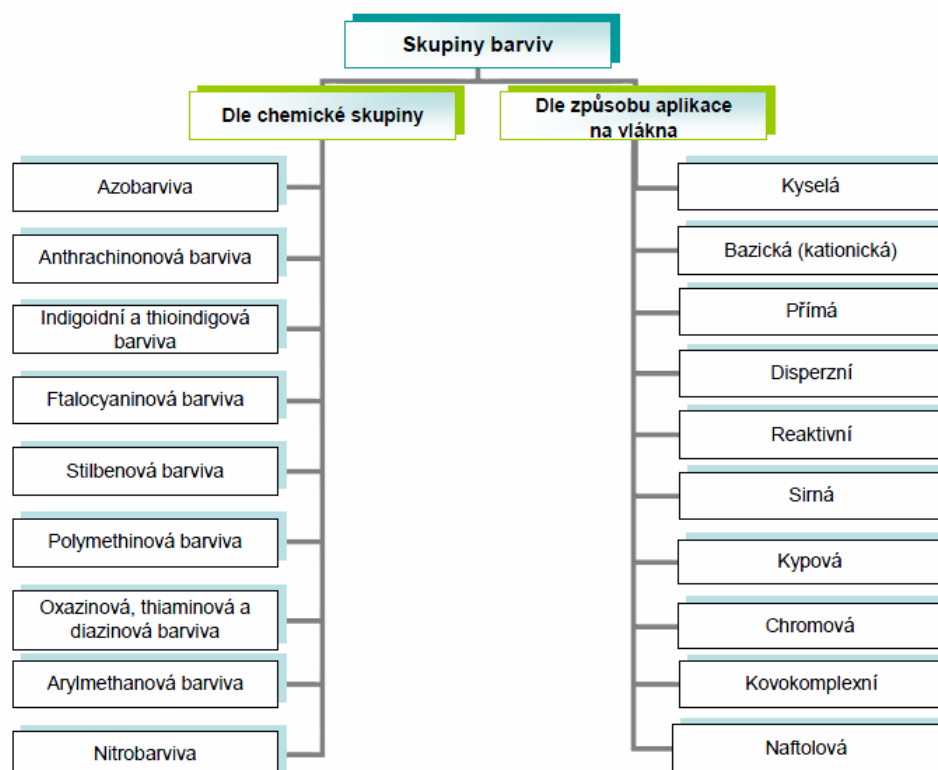 Skupiny barviv
Dle chemické skupiny
Dle způsobu aplikace
na vlákna
Azobarviva
Anthrachinonová barviva
Indigoidní a thioindigová
barviva
Ftalocyaninová barviva
Stilbenová barviva
Polymethinová barviva
Oxazinová, thiaminová a
diazinová barviva
Arylmethanová barviva
Nitrobarviva
Kyselá
Bazická (kationická)
Přímá
Disperzní
Reaktivní
Sirná
Kypová
Chromová
Kovokomplexní
Naftolová